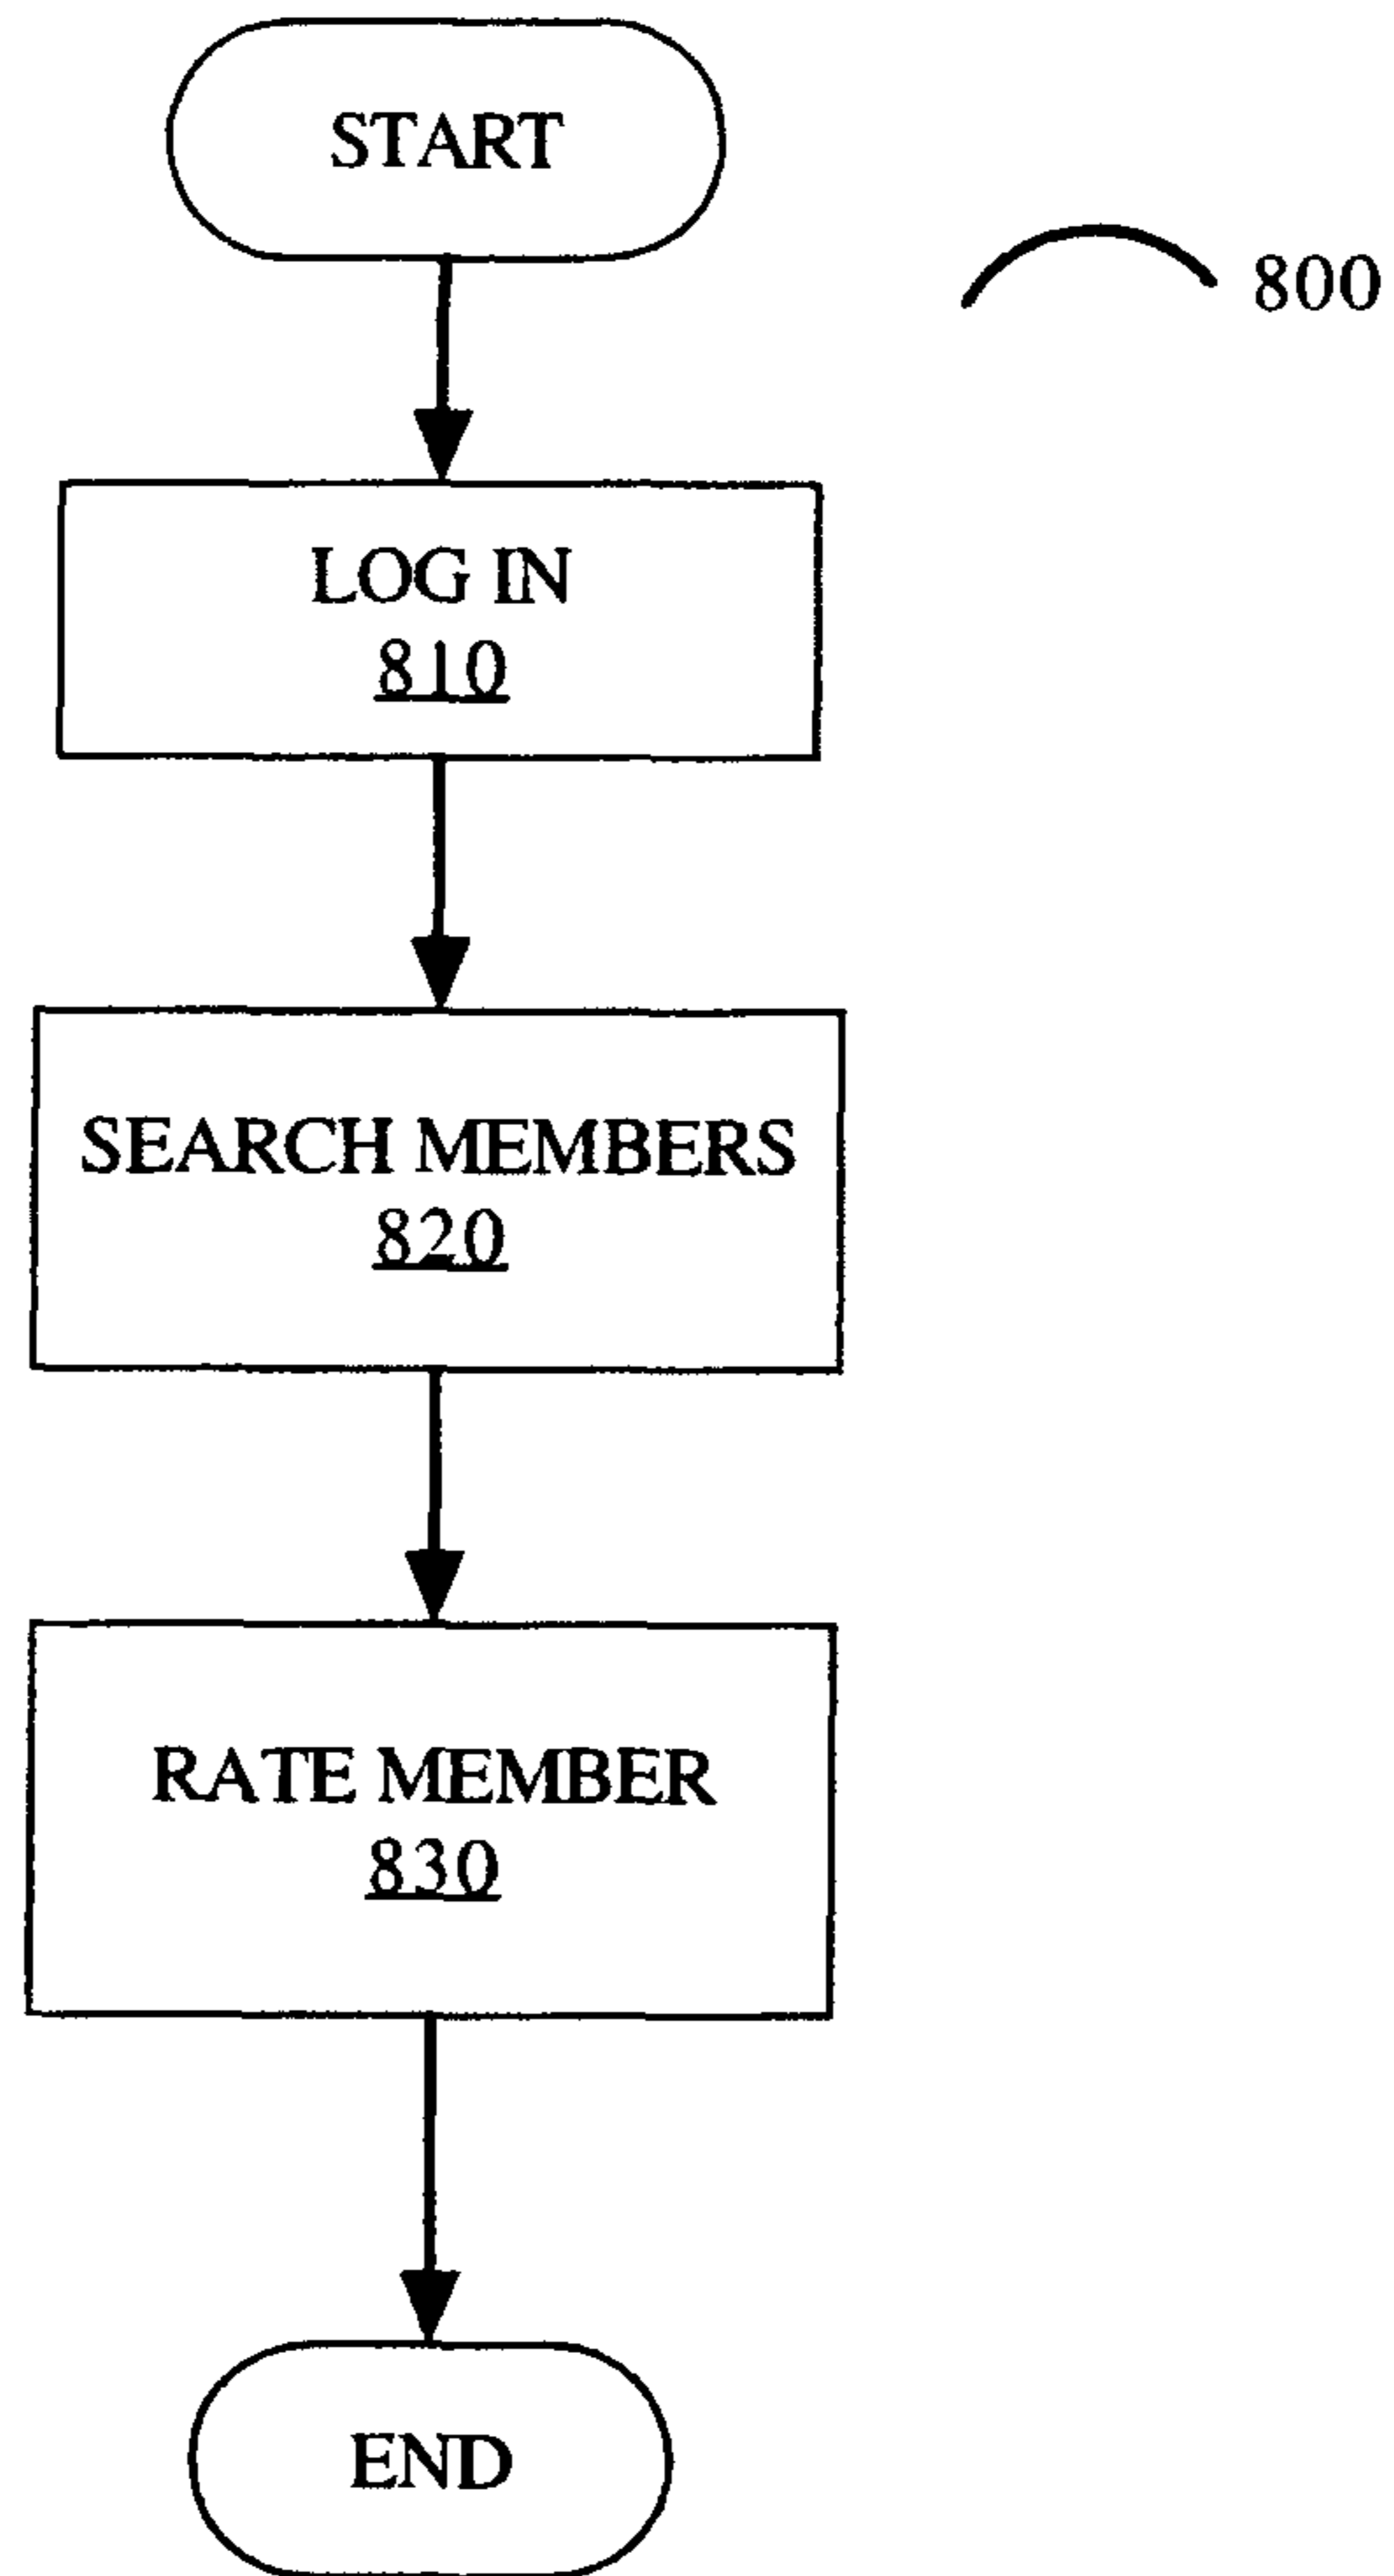 START
800
LOG IN
810
SEARCH MEMBERS
820
RATE MEMBER
830
END